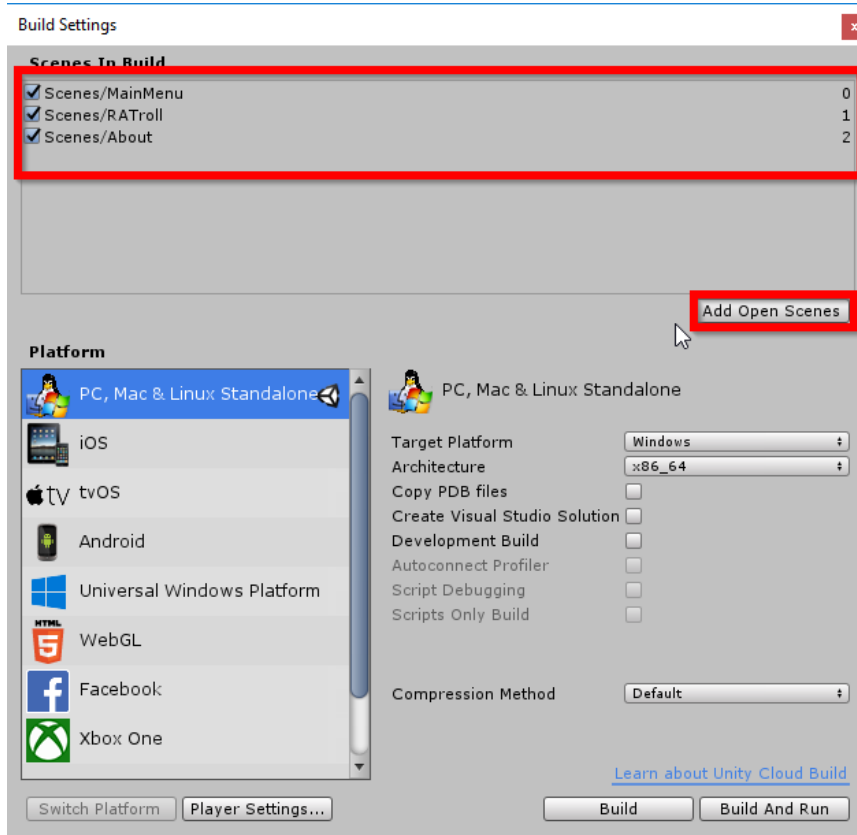 Build Settings
x
Scenes In Build
Scenes/MainMenu 0
Scenes/RATroll 1
Scenes/About 2
Add Open Scenes
Platform
PC, Mac & Linux Standalone
iOS
tv tvOS
Android
Universal Windows Platform
HTML
5
WebGL
f
Facebook
Xbox One
PC, Mac & Linux Standalone
Target Platform Windows
Architecture x86_64
Copy PDB files
Create Visual Studio Solution
Development Build
Autoconnect Profiler
Script Debugging
Scripts Only Build
Compression Method Default
Learn about Unity Cloud Build
Switch Platform Player Settings... Build Build And Run